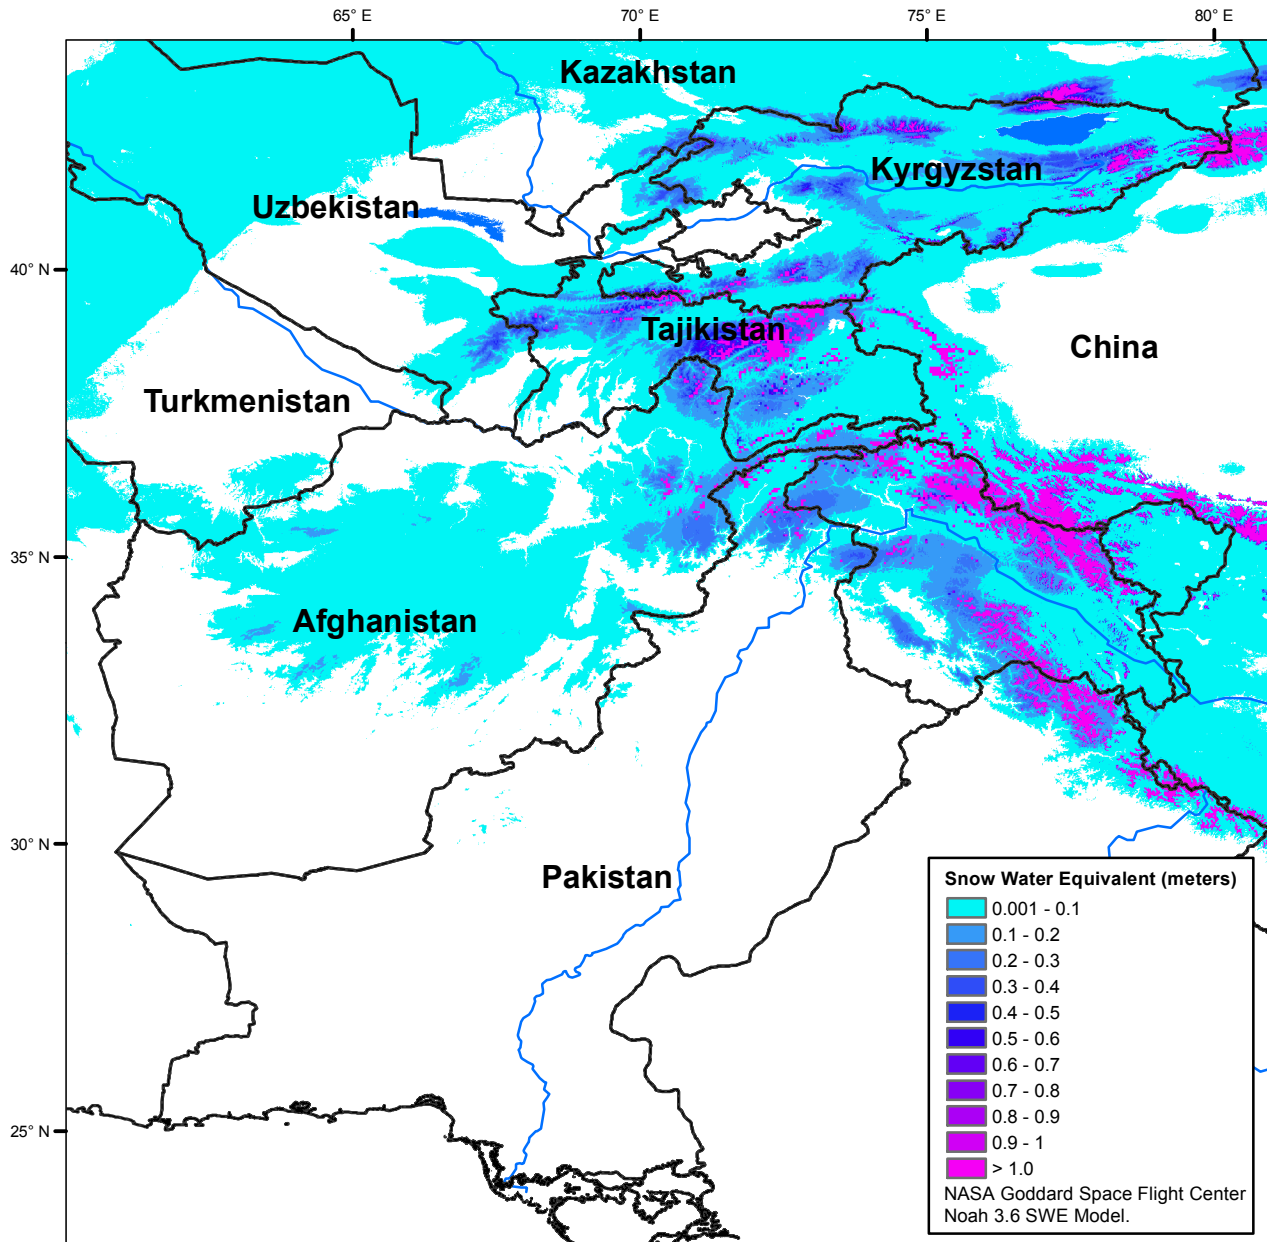 65° E
70° E
75° E
80° E
Kazakhstan
Kyrgyzstan
Uzbekistan
40° N
Tajikistan
China
Turkmenistan
35° N
Afghanistan
30° N
Pakistan
Snow Water Equivalent (meters)
0.001 - 0.1
0.1 - 0.2
0.2 - 0.3
0.3 - 0.4
0.4 - 0.5
0.5 - 0.6
0.6 - 0.7
0.7 - 0.8
0.8 - 0.9
0.9 - 1
> 1.0
25° N
NASA Goddard Space Flight Center
Noah 3.6 SWE Model.